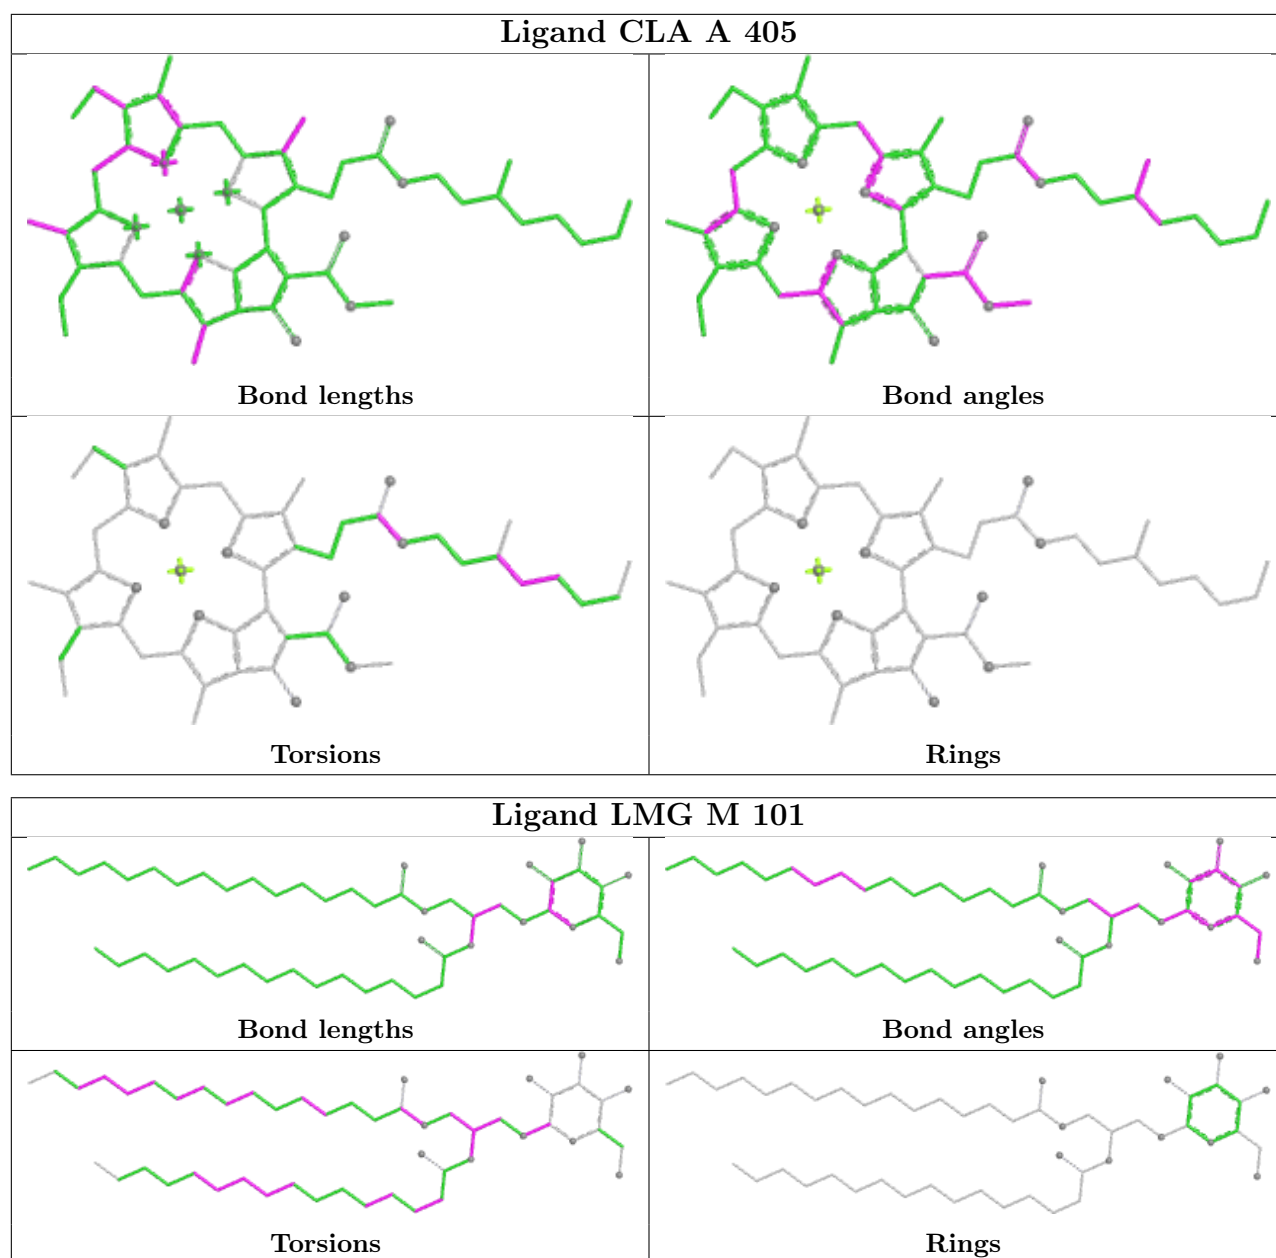 Ligand CLA A 405
Bond lengths
Bond angles
Torsions
Rings
Ligand LMG M 101
Bond lengths
Bond angles
Torsions
Rings